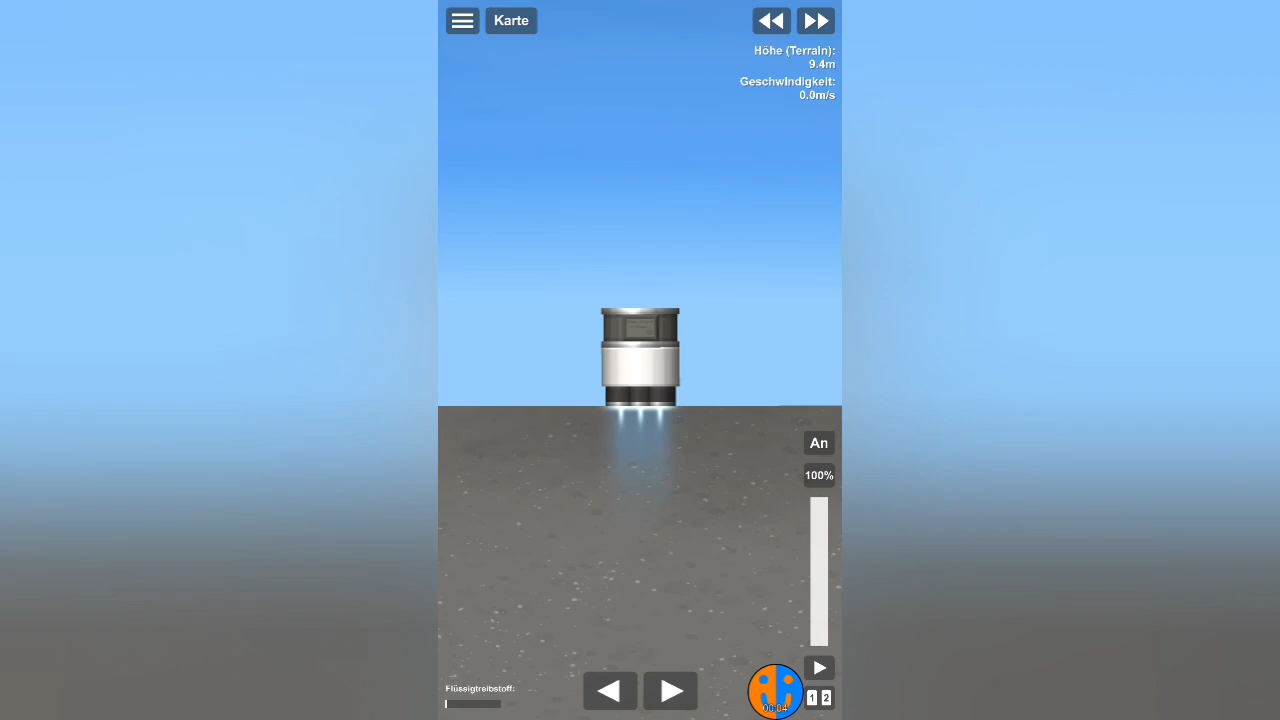 Karte
Höhe (Terrain):
9.4m
Geschwindigkeit:
0.0m/s
An
100%
Flüssigtreibstoff:
00:04
1 2